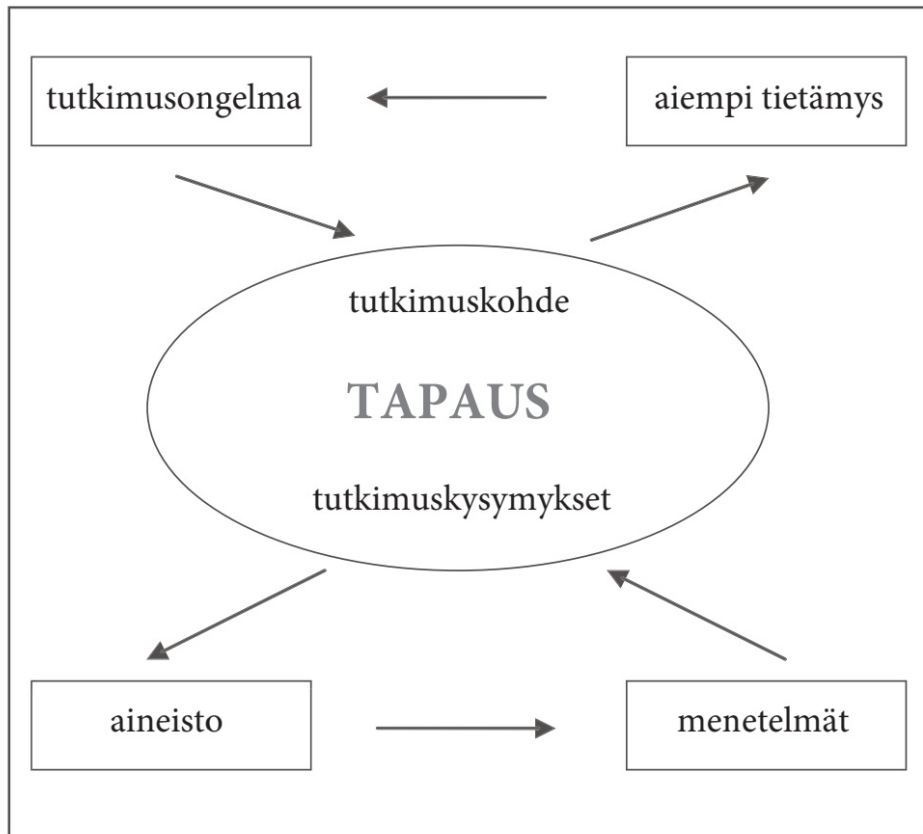 tutkimusongelma
aiempi tietämys
tutkimuskohde
TAPAUS
tutkimuskysymykset
aineisto
menetelmät